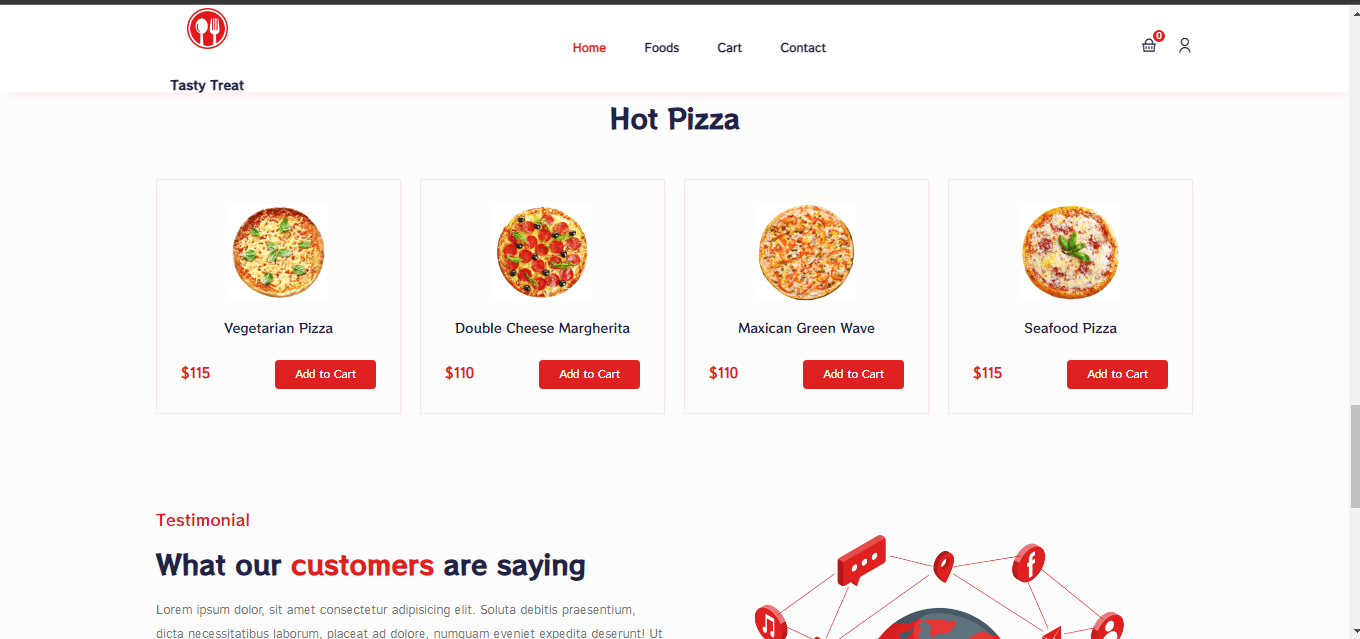 Home Foods Cart Contact 0
Tasty Treat
Hot Pizza
Vegetarian Pizza Double Cheese Margherita Maxican Green Wave Seafood Pizza
$115 Add to Cart $110 Add to Cart $110 Add to Cart $115 Add to Cart
Testimonial
What our customers are saying
Lorem ipsum dolor, sit amet consectetur adipisicing elit. Soluta debitis praesentium,
dicta necessitatibus laborum, placeat ad dolore, numquam eveniet expedita deserunt! Ut